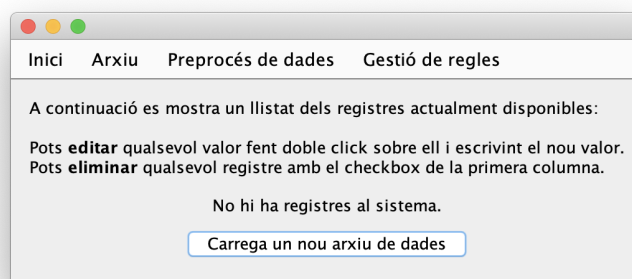 Inici Arxiu Preprocés de dades Gestió de regles
A continuació es mostra un llistat dels registres actualment disponibles:
Pots editar qualsevol valor fent doble click sobre ell i escrivint el nou valor.
Pots eliminar qualsevol registre amb el checkbox de la primera columna.
No hi ha registres al sistema.
Carrega un nou arxiu de dades